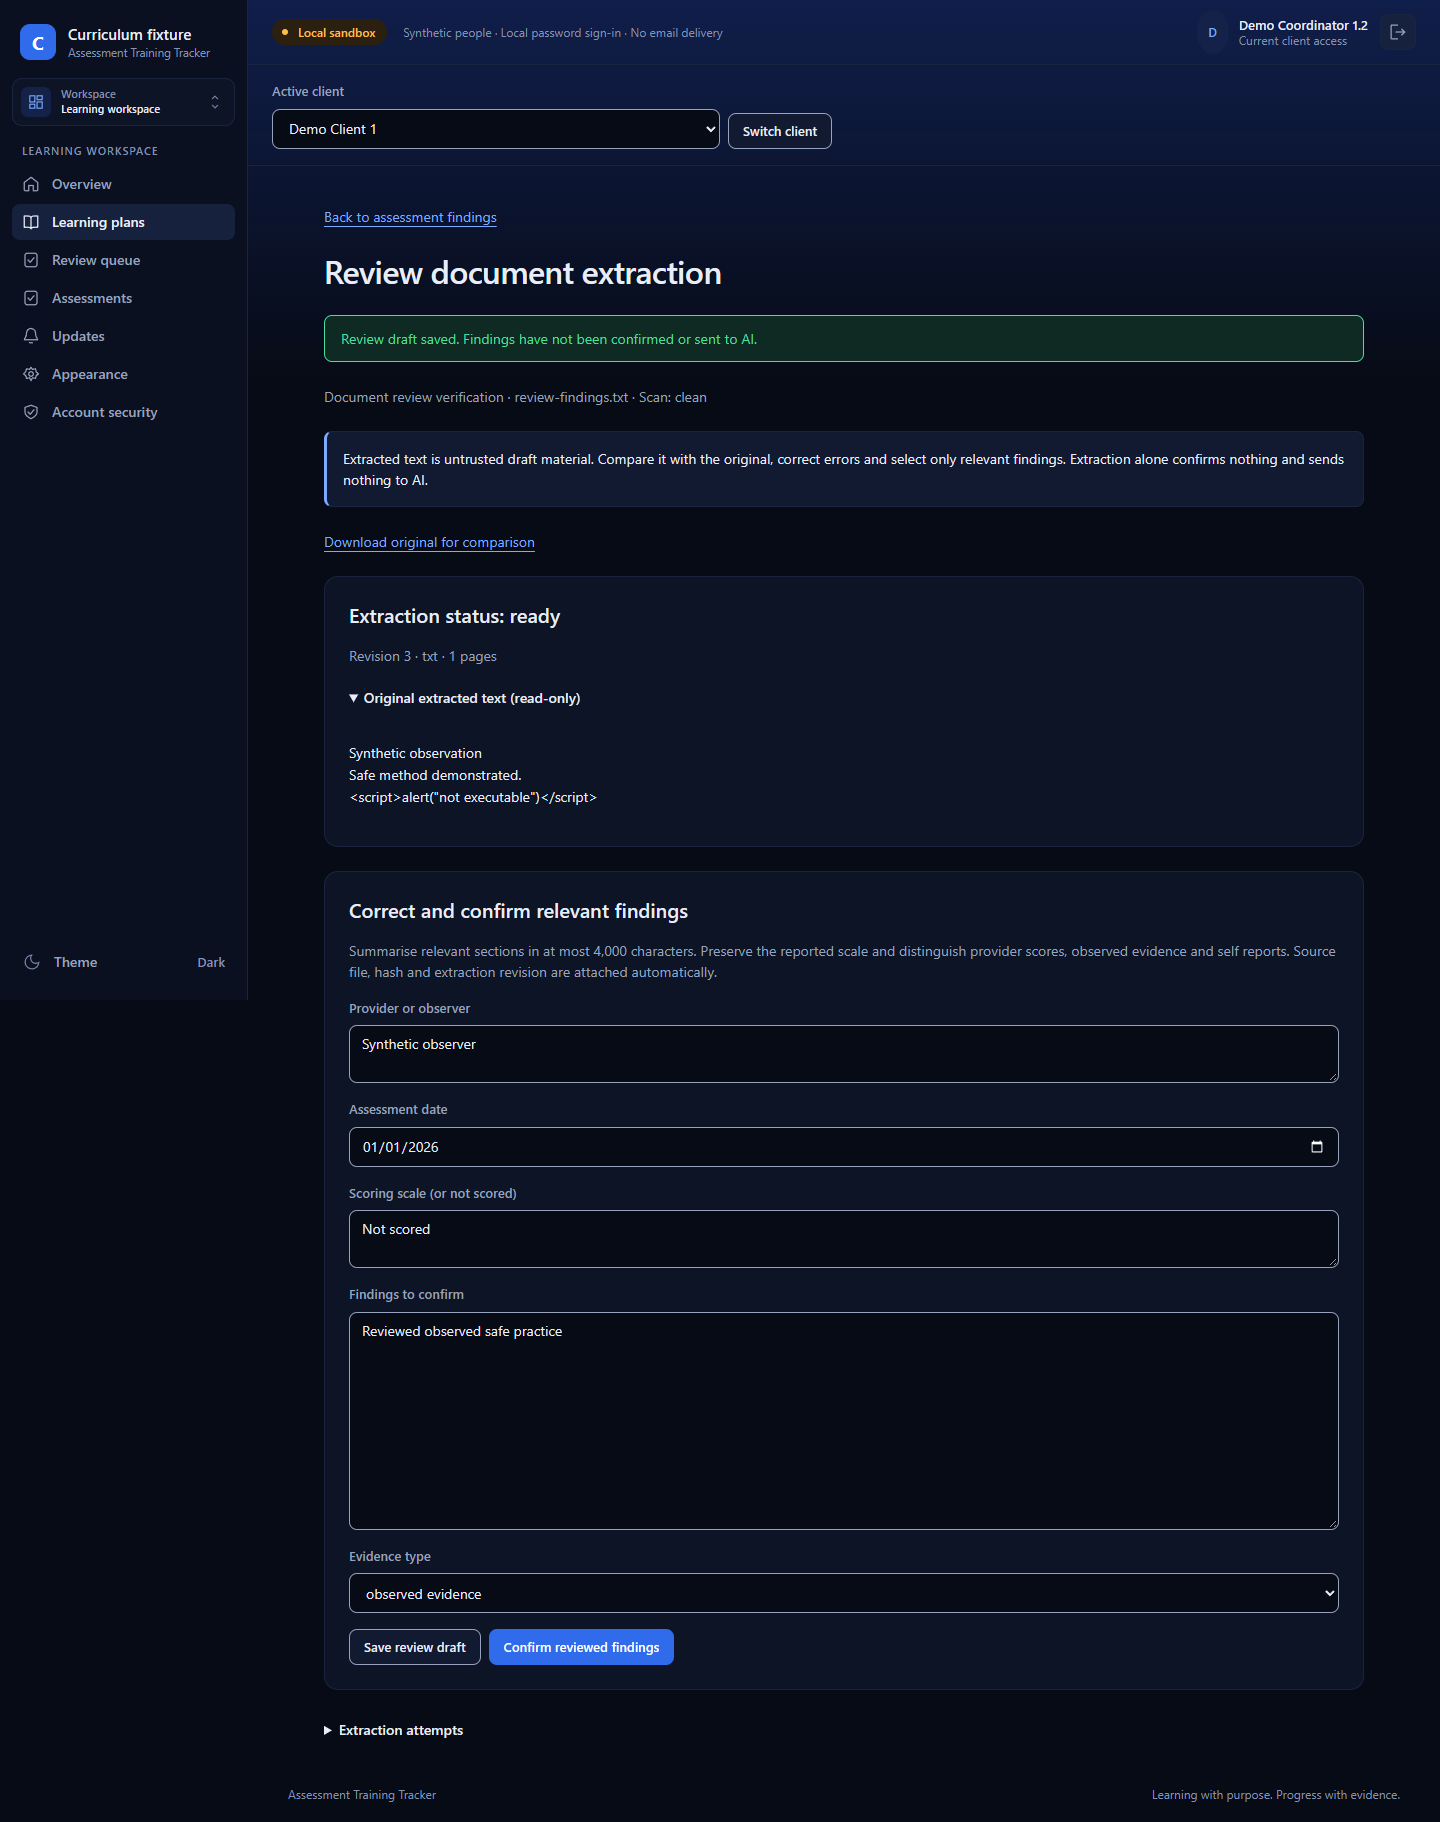 C
Curriculum fixture
Assessment Training Tracker
Workspace
Learning workspace
LEARNING WORKSPACE
Overview
Learning plans
Review queue
Assessments
Updates
Appearance
Account security
Theme
Dark
Local sandbox
Synthetic people · Local password sign-in · No email delivery
D
Demo Coordinator 1.2
Current client access
Active client
Demo Client 1
Switch client
Back to assessment findings
Review document extraction
Review draft saved. Findings have not been confirmed or sent to AI.
Document review verification · review-findings.txt · Scan: clean
Extracted text is untrusted draft material. Compare it with the original, correct errors and select only relevant findings. Extraction alone confirms nothing and sends
nothing to AI.
Download original for comparison
Extraction status: ready
Revision 3 · txt · 1 pages
Original extracted text (read-only)
Synthetic observation
Safe method demonstrated.
<script>alert("not executable")</script>
Correct and confirm relevant findings
Summarise relevant sections in at most 4,000 characters. Preserve the reported scale and distinguish provider scores, observed evidence and self reports. Source
file, hash and extraction revision are attached automatically.
Provider or observer
Synthetic observer
Assessment date
01/01/2026
Scoring scale (or not scored)
Not scored
Findings to confirm
Reviewed observed safe practice
Evidence type
observed evidence
Save review draft
Confirm reviewed findings
Extraction attempts
Assessment Training Tracker
Learning with purpose. Progress with evidence.